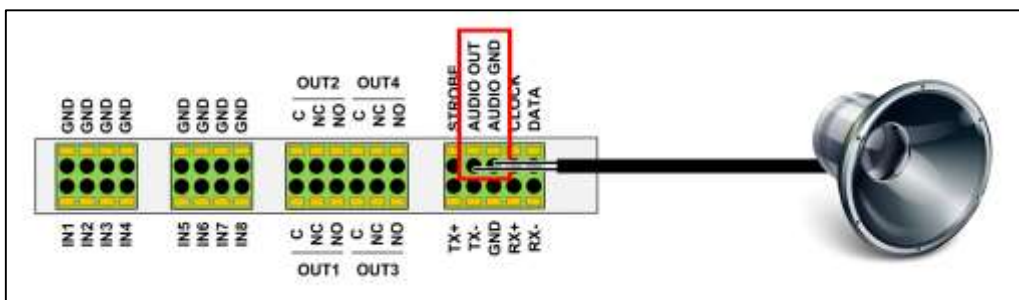 GND GND GND GND
GND GND GND GND
OUT2 OUT4
C NC NO C NC NO
STROBE AUDIO OUT AUDIO GND CLOCK DATA
IN1 IN2 IN3 IN4
IN5 IN6 IN7 IN8
C NC NO C NC NO
OUT1 OUT3
TX+ TX- GND RX+ RX-